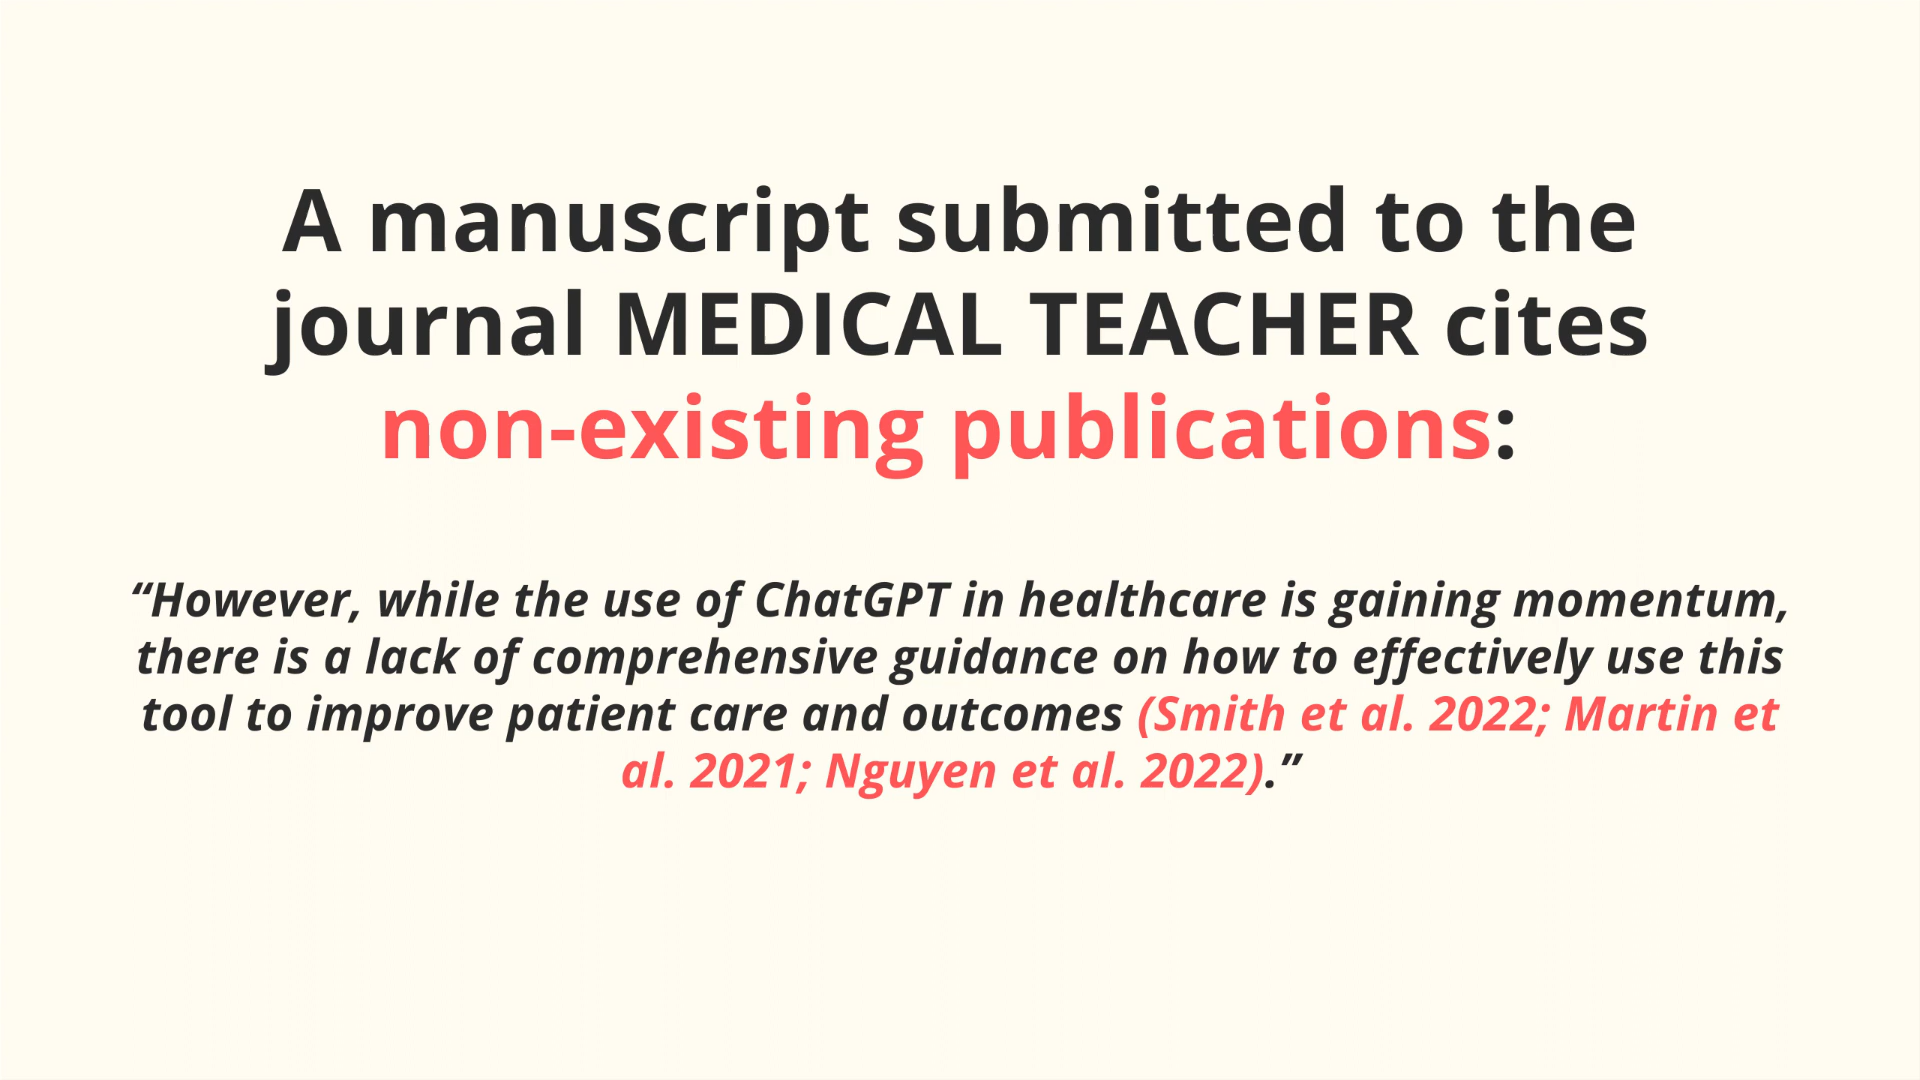 A manuscript submitted to the
journal MEDICAL TEACHER cites
non-existing publications:
“However, while the use of ChatGPT in healthcare is gaining momentum,
there is a lack of comprehensive guidance on how to effectively use this
tool to improve patient care and outcomes (Smith et al. 2022; Martin et
al. 2021; Nguyen et al. 2022).”